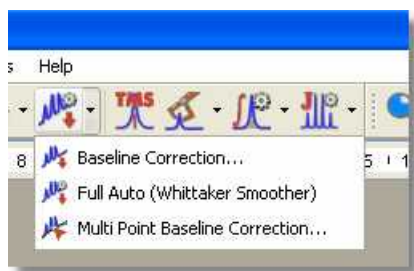 s Help
TMS J
8 5 1
Baseline Correction...
Full Auto (Whittaker Smoother)
Multi Point Baseline Correction...